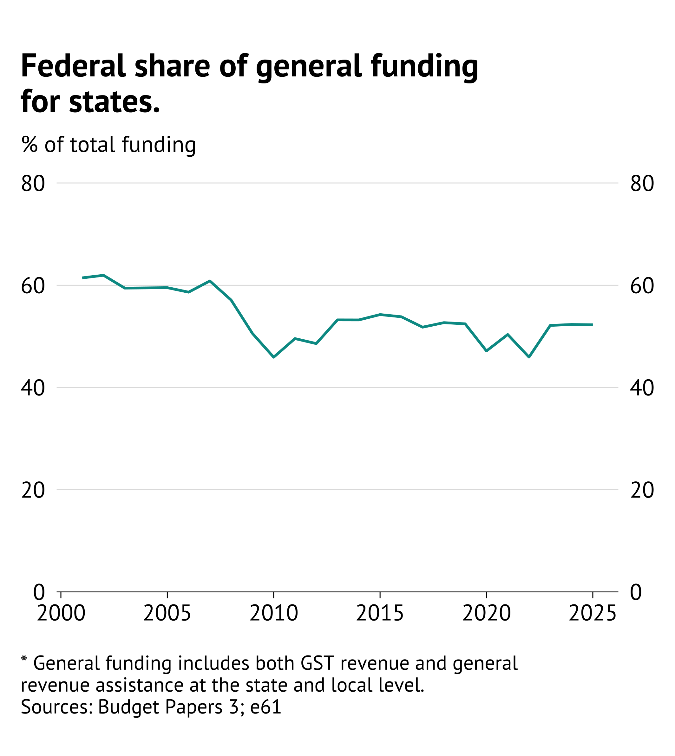 Federal share of general funding
for states.
% of total funding
80 80
60 60
40 40
20 20
0 0
2000 2005 2010 2015 2020 2025
* General funding includes both GST revenue and general
revenue assistance at the state and local level.
Sources: Budget Papers 3; e61